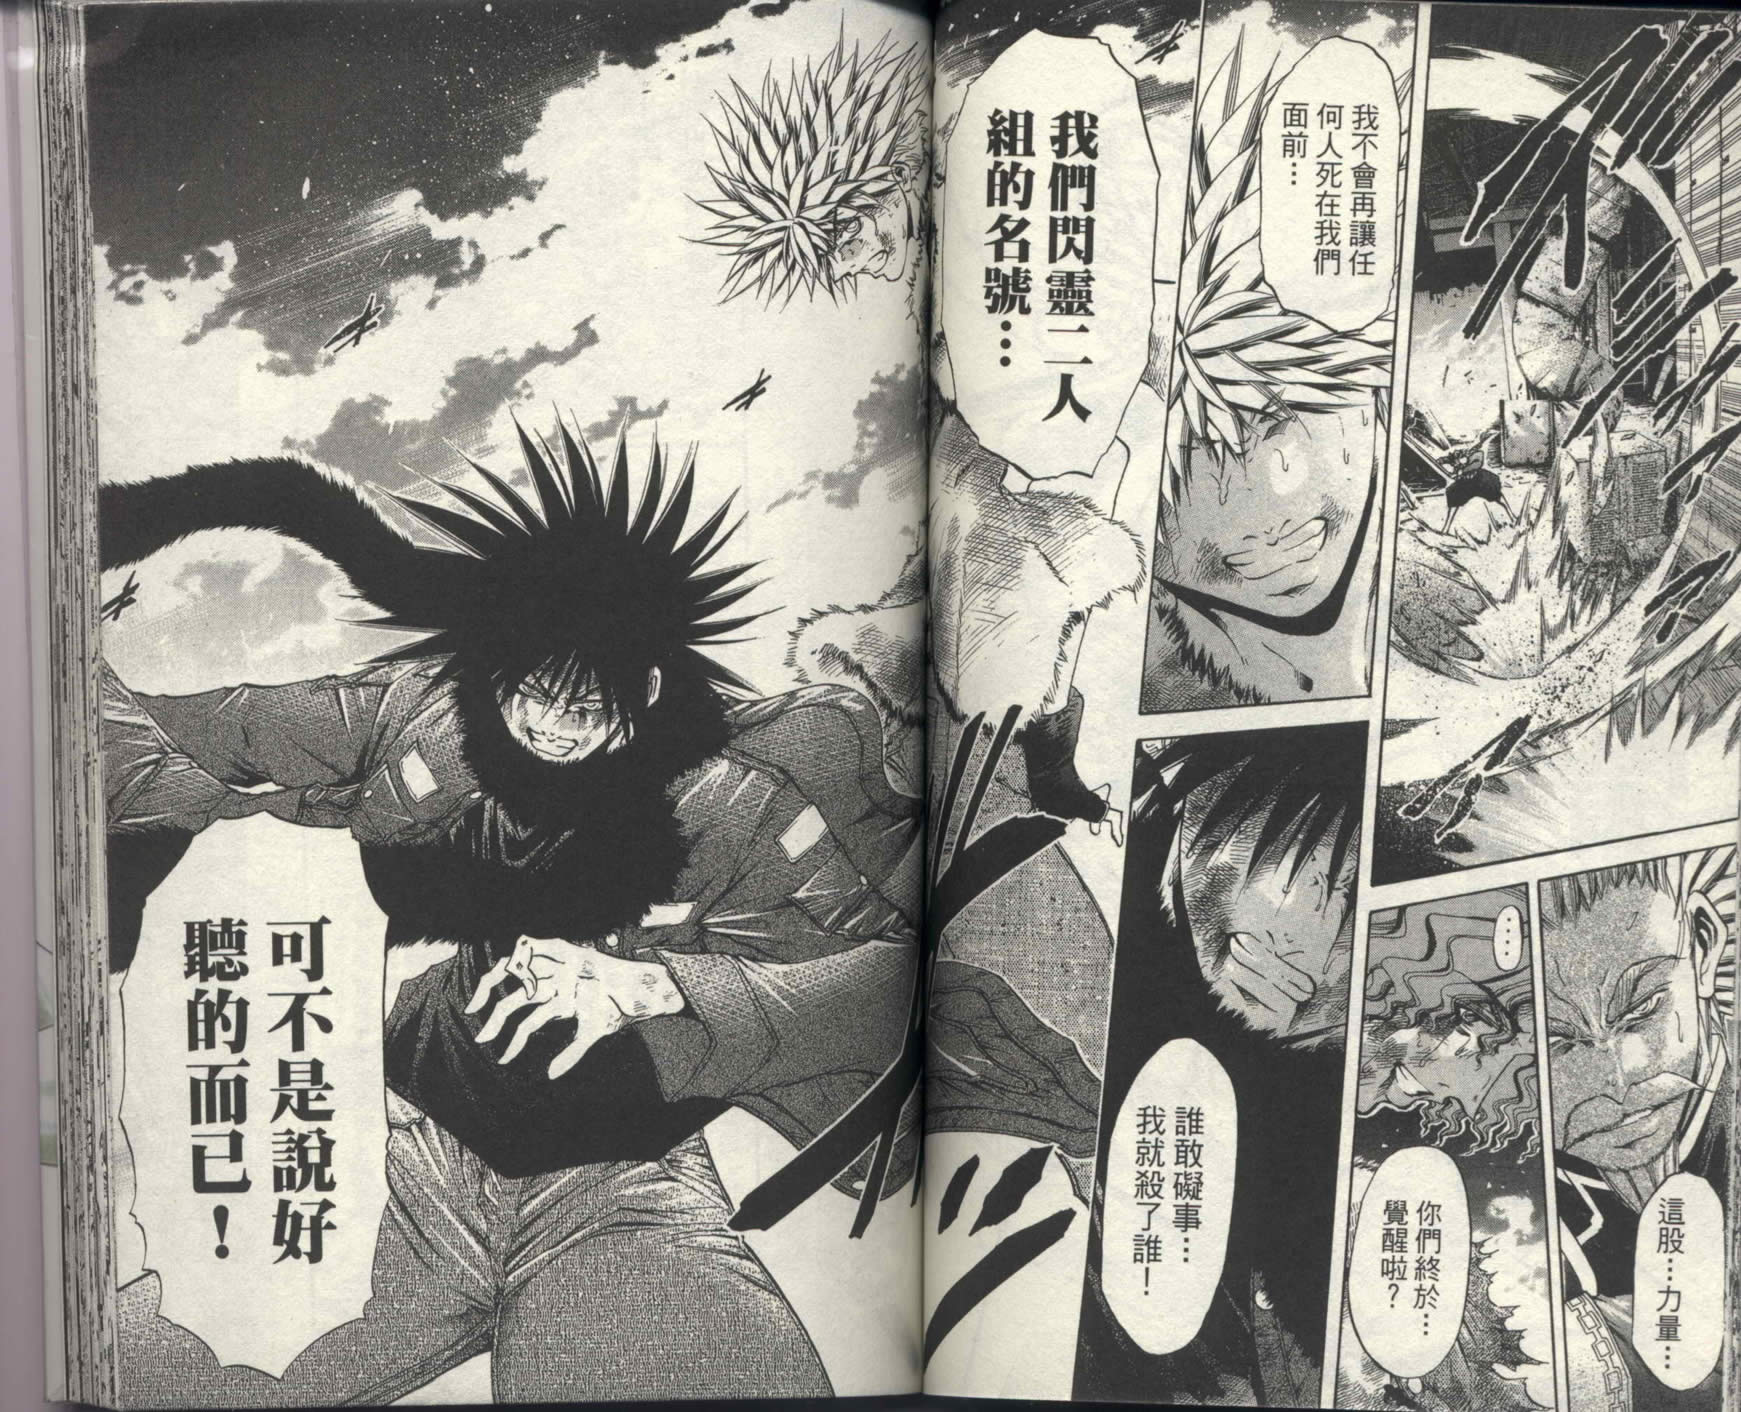 這股…力量…
……
你們終於…
覺醒啦?
我不會再讓任
何人死在我們
面前…
誰敢礙事…
我就殺了誰!
我們閃靈二人
組的名號…
可不是說好
聽的而已!